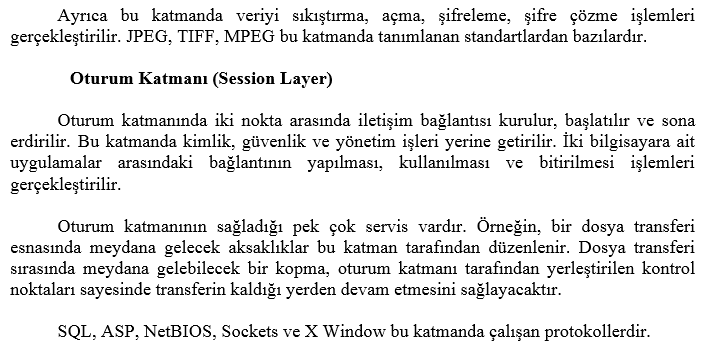 Ayrıca bu katmanda veriyi sıkıştırma, açma, şifreleme, şifre çözme işlemleri
gerçekleştirilir. JPEG, TIFF, MPEG bu katmanda tanımlanan standartlardan bazılardır.
Oturum Katmanı (Session Layer)
Oturum katmanında iki nokta arasında iletişim bağlantısı kurulur, başlatılır ve sona
erdirilir. Bu katmanda kimlik, güvenlik ve yönetim işleri yerine getirilir. İki bilgisayara ait
uygulamalar arasındaki bağlantının yapılması, kullanılması ve bitirilmesi işlemleri
gerçekleştirilir.
Oturum katmanının sağladığı pek çok servis vardır. Örneğin, bir dosya transferi
esnasında meydana gelecek aksaklıklar bu katman tarafından düzenlenir. Dosya transferi
sırasında meydana gelebilecek bir kopma, oturum katmanı tarafından yerleştirilen kontrol
noktaları sayesinde transferin kaldığı yerden devam etmesini sağlayacaktır.
SQL, ASP, NetBIOS, Sockets ve X Window bu katmanda çalışan protokollerdir.